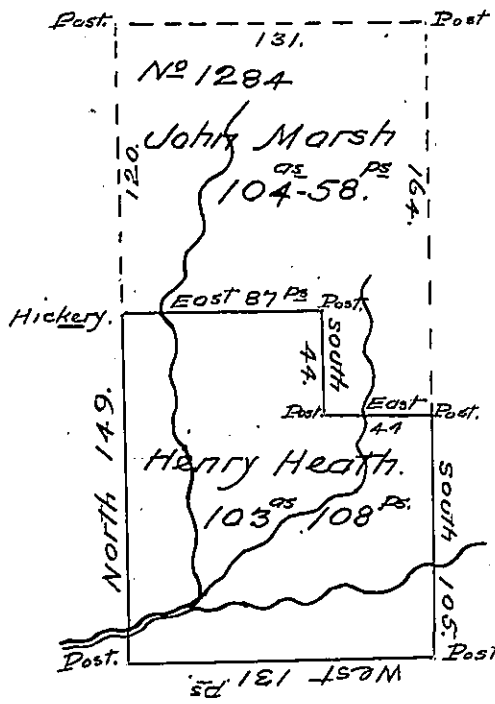 Post. Post
131.
Nº 1284
John Marsh
104 as - 58. ps
120.
164.
Hickery. East 87 ps Post.
South 44.
Post. East 44 Post.
North 149.
Henry Heath.
103 as 108 ps.
South 105.
Post. Post
West 131 ps.